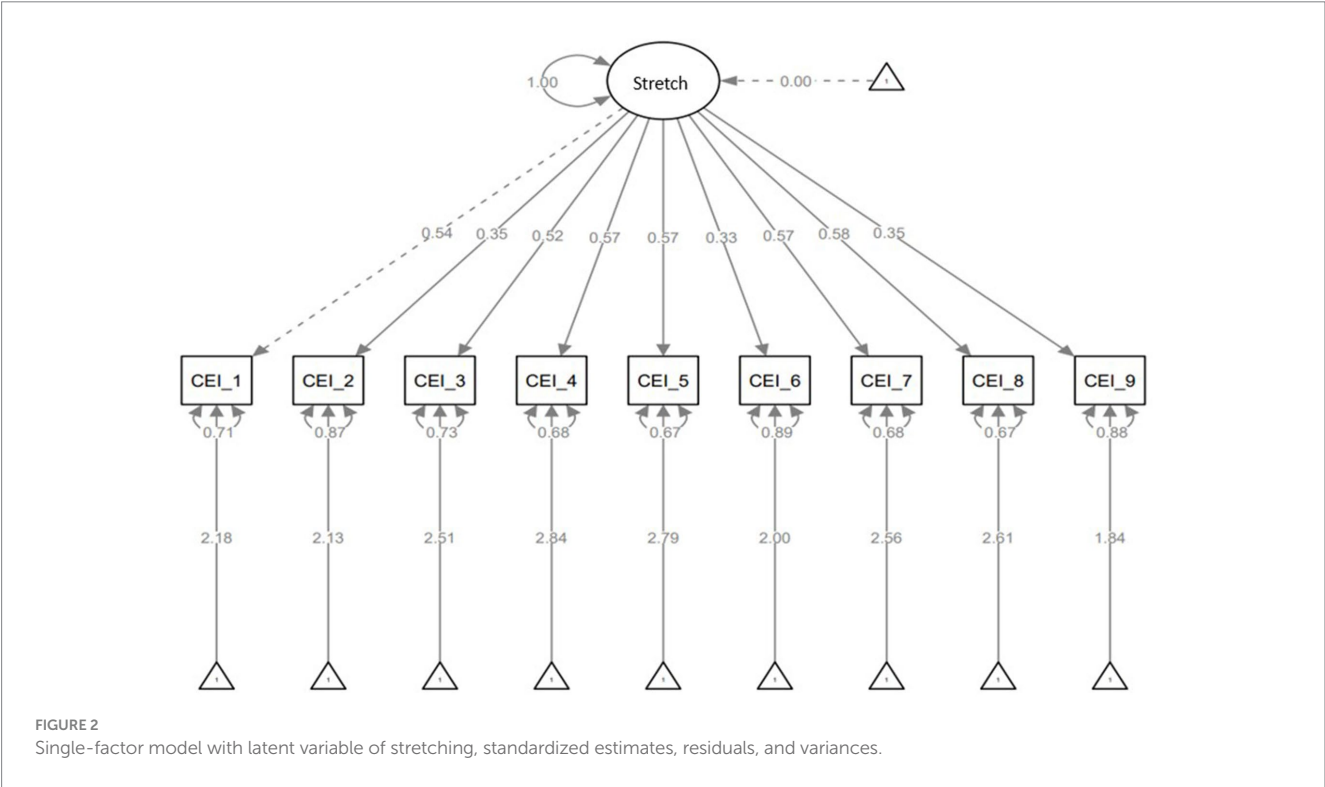 1.00 Stretch 0.00 1
0.54 0.35 0.52 0.57 0.57 0.33 0.57 0.58 0.35
CEI_1 CEI_2 CEI_3 CEI_4 CEI_5 CEI_6 CEI_7 CEI_8 CEI_9
0.71 0.87 0.73 0.68 0.67 0.89 0.68 0.67 0.88
2.18 2.13 2.51 2.84 2.79 2.00 2.56 2.61 1.84
1 1 1 1 1 1 1 1 1
FIGURE 2
Single-factor model with latent variable of stretching, standardized estimates, residuals, and variances.